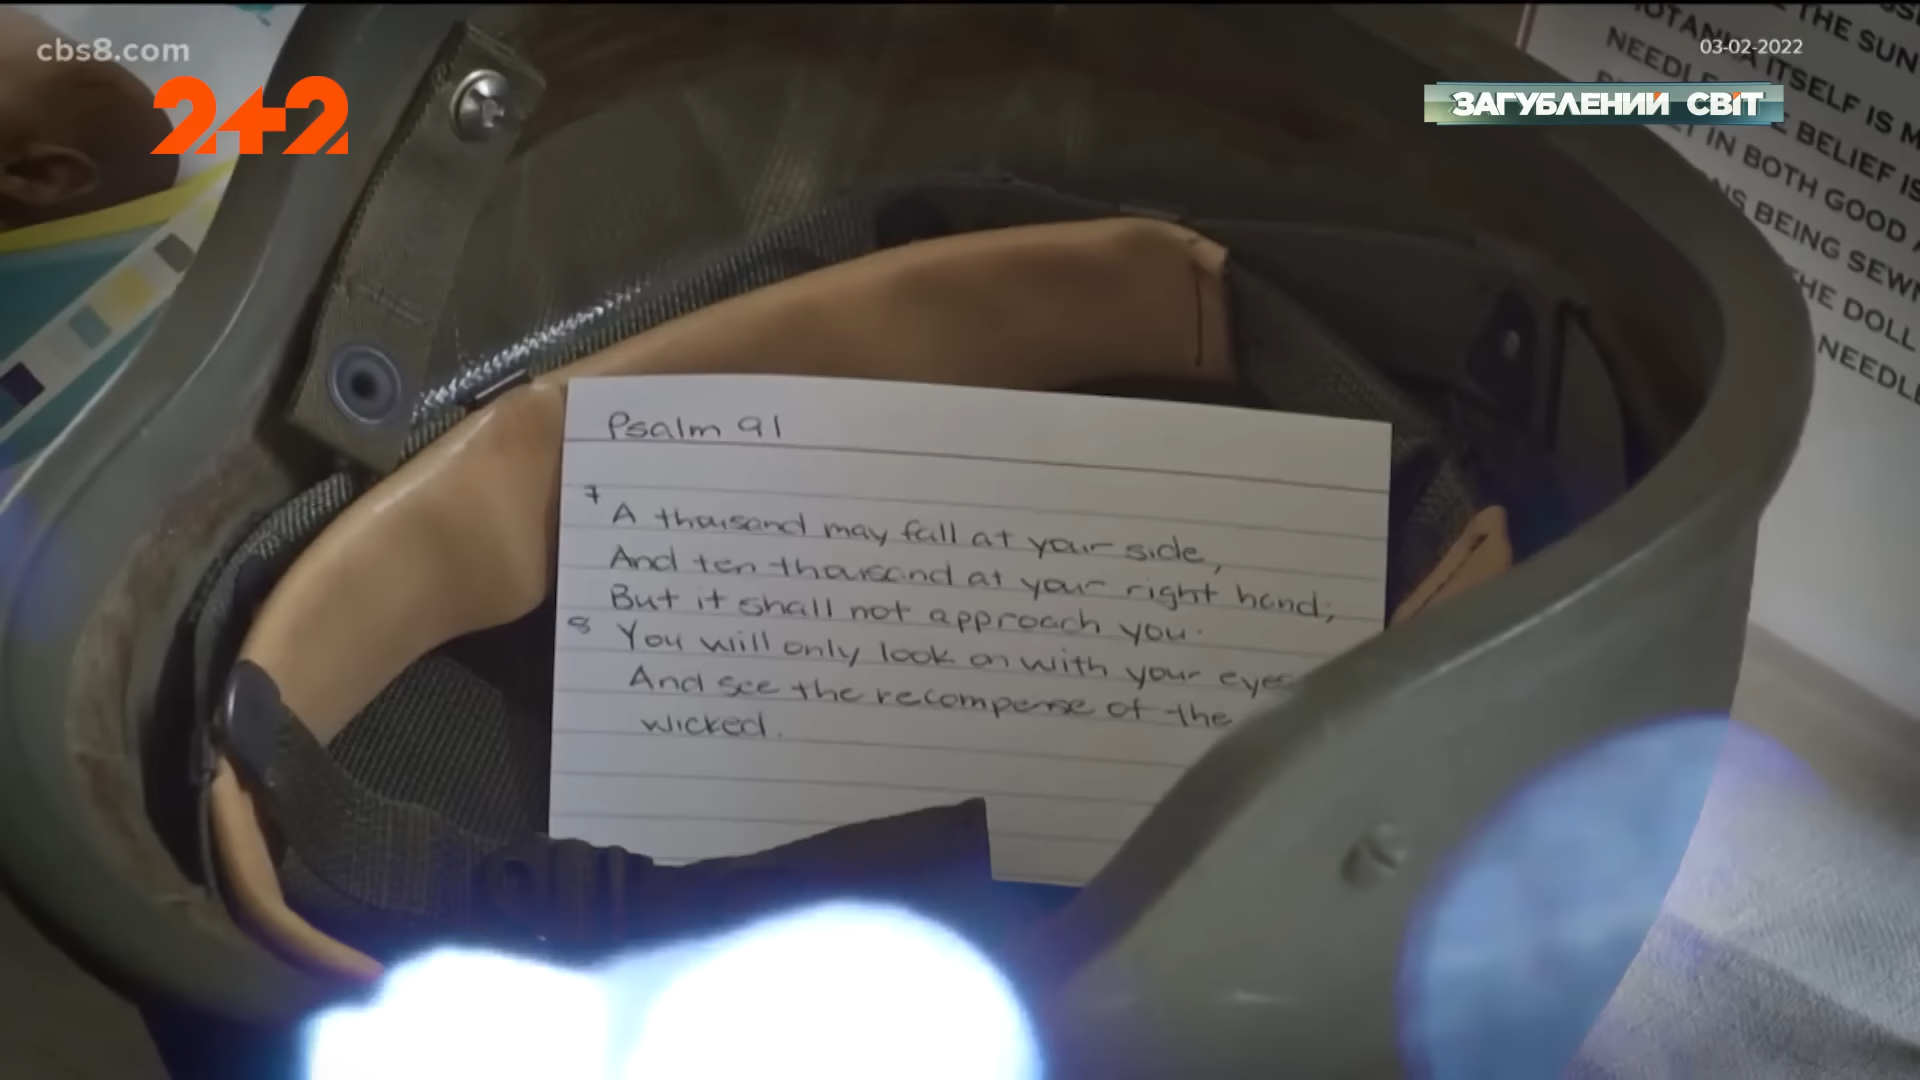 cbs8.com
03-02-2022
2+2
ЗАГУБЛЕНИЙ СВІТ
THE SUN
ITSELF IS M
BELIEF IS
IN BOTH GOOD
BEING SEWN
THE DOLL
NEEDLE
Psalm 91
7 A thousand may fall at your side,
And ten thousand at your right hand;
But it shall not approach you.
8 You will only look on with your eyes
And see the recompense of the
wicked.